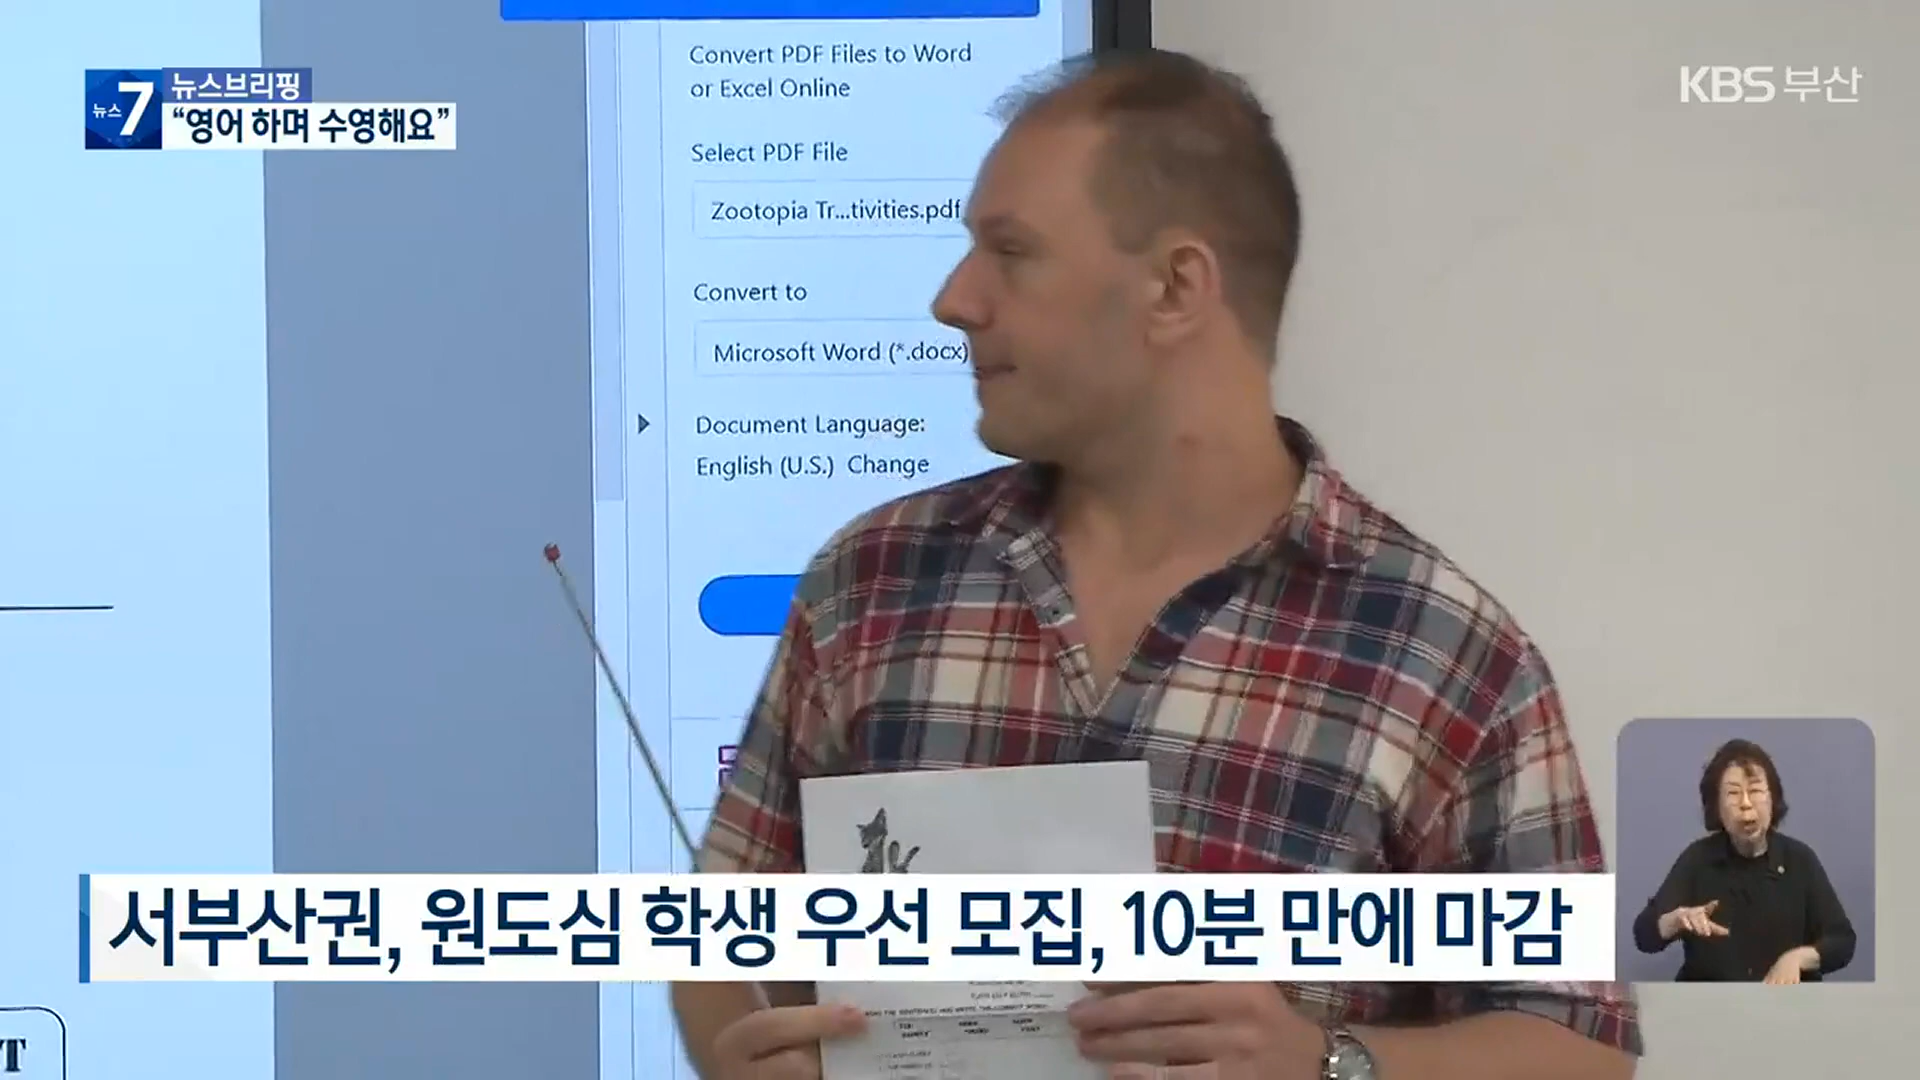 뉴스7
뉴스브리핑
“영어 하며 수영해요”
KBS 부산
Convert PDF Files to Word
or Excel Online
Select PDF File
Zootopia Tr...tivities.pdf
Convert to
Microsoft Word (*.docx)
Document Language:
English (U.S.) Change
서부산권, 원도심 학생 우선 모집, 10분 만에 마감
T